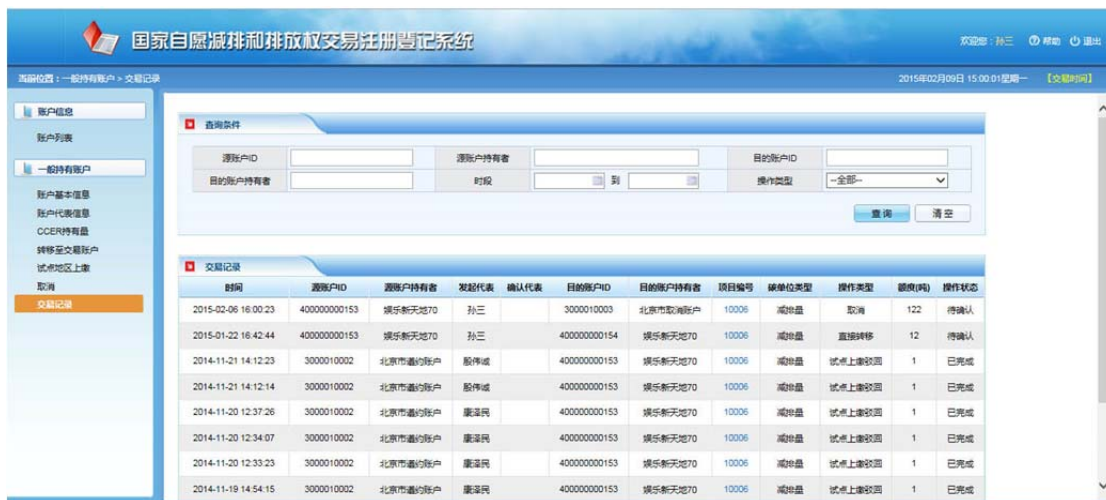 国家自愿减排和排放权交易注册登记系统
欢迎您：孙三 帮助 退出
当前位置：一般持有账户 > 交易记录 2015年02月09日 15:00:01星期一 【交易时间】
账户信息
账户列表
一般持有账户
账户基本信息
账户代表信息
CCER持有量
转移至交易账户
试点地区上缴
取消
交易记录
查询条件
源账户ID 源账户持有者 目的账户ID
目的账户持有者 时段 到 操作类型 --全部--
查询 清空
交易记录
时间 源账户ID 源账户持有者 发起代表 确认代表 目的账户ID 目的账户持有者 项目编号 碳单位类型 操作类型 额度(吨) 操作状态
2015-02-06 16:00:23 400000000153 娱乐新天地70 孙三 3000010003 北京市取消账户 10006 减排量 取消 122 待确认
2015-01-22 16:42:44 400000000153 娱乐新天地70 孙三 400000000154 娱乐新天地70 10006 减排量 直接转移 12 待确认
2014-11-21 14:12:23 3000010002 北京市遵约账户 殷伟诚 400000000153 娱乐新天地70 10006 减排量 试点上缴驳回 1 已完成
2014-11-21 14:12:14 3000010002 北京市遵约账户 殷伟诚 400000000153 娱乐新天地70 10006 减排量 试点上缴驳回 1 已完成
2014-11-20 12:37:26 3000010002 北京市遵约账户 康泽民 400000000153 娱乐新天地70 10006 减排量 试点上缴驳回 1 已完成
2014-11-20 12:34:07 3000010002 北京市遵约账户 康泽民 400000000153 娱乐新天地70 10006 减排量 试点上缴驳回 1 已完成
2014-11-20 12:33:23 3000010002 北京市遵约账户 康泽民 400000000153 娱乐新天地70 10006 减排量 试点上缴驳回 1 已完成
2014-11-19 14:54:15 3000010002 北京市遵约账户 康泽民 400000000153 娱乐新天地70 10006 减排量 试点上缴驳回 1 已完成